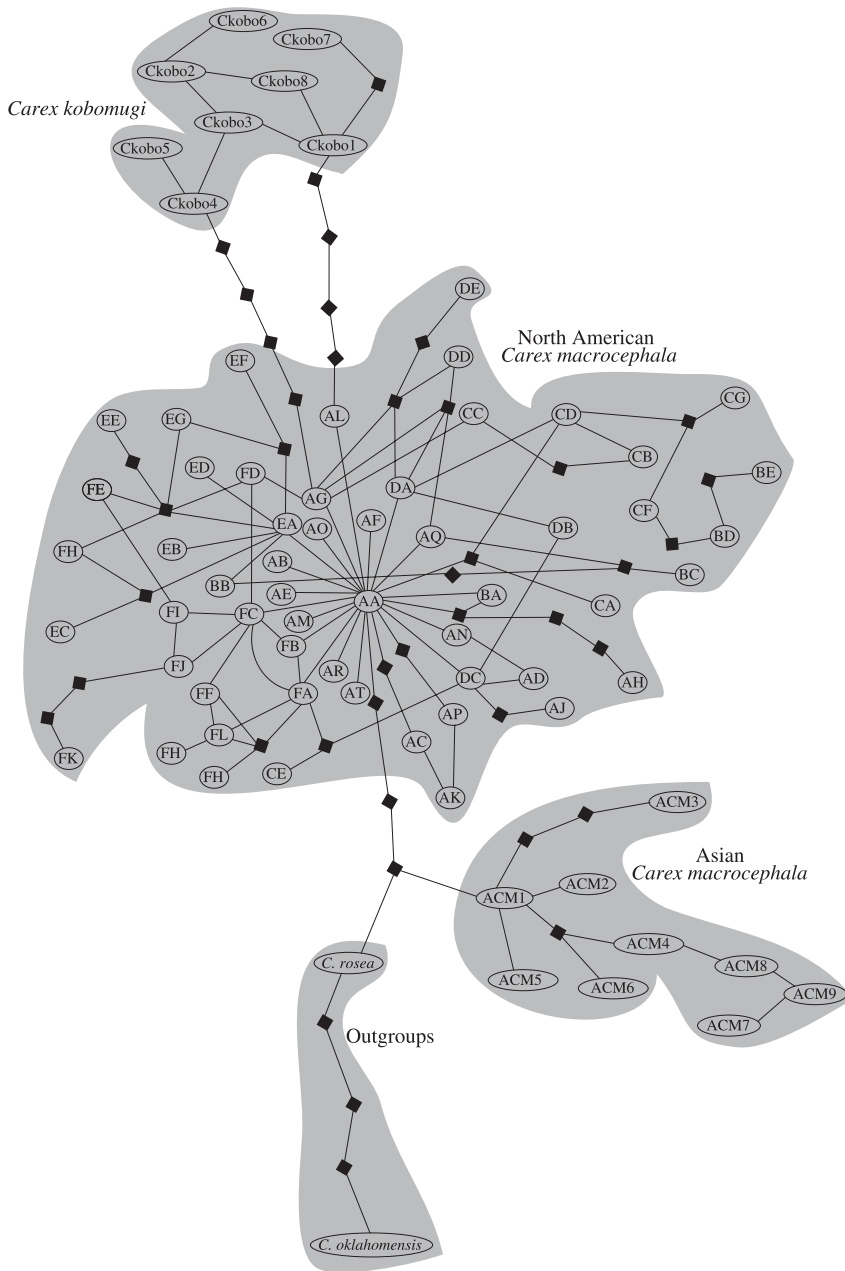 Ckobo6
Ckobo7
Ckobo2
Ckobo8
Carex kobomugi
Ckobo3
Ckobo1
Ckobo5
Ckobo4
DE
North American
Carex macrocephala
EF
DD
CG
AL
CC
CD
EE
EG
CB
ED
FD
BE
FE
AG
DA
CF
EA
AO
AF
AQ
DB
BD
FH
EB
AB
BB
BC
AE
AA
BA
CA
FI
FC
AM
AN
EC
FB
FJ
AR
DC
AD
AH
FF
FA
AT
AP
AJ
FL
AC
FH
FK
FH
CE
AK
ACM3
Asian
Carex macrocephala
ACM2
ACM1
ACM4
C. rosea
ACM8
ACM5
ACM6
ACM9
ACM7
Outgroups
C. oklahomensis